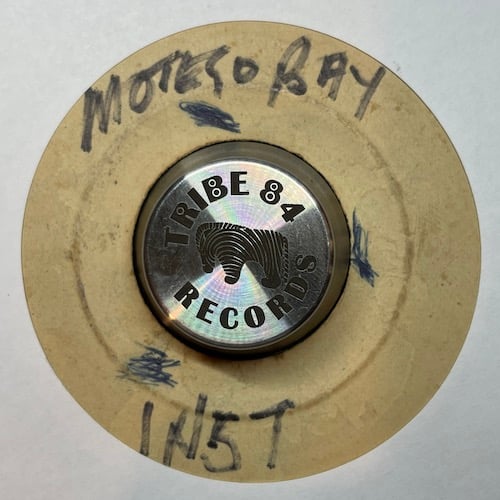 MOTEGO BAY
TRIBE 84
RECORDS
INST